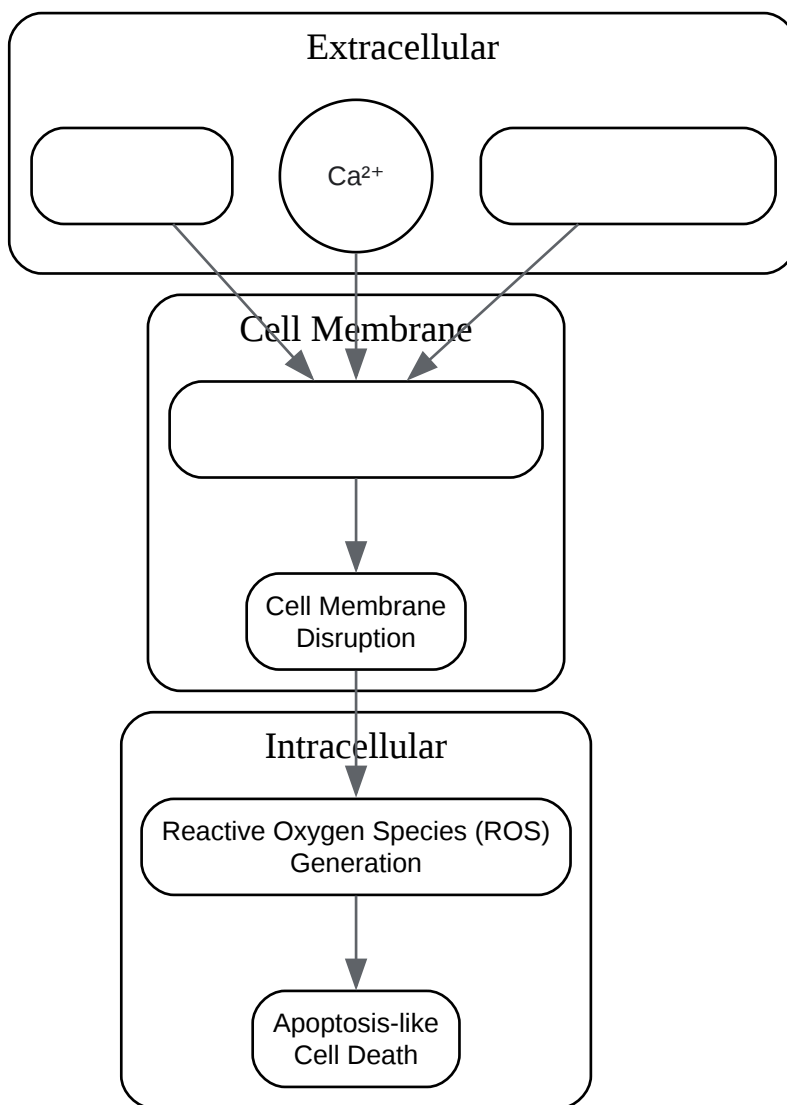 Extracellular
Ca²⁺
Cell Membrane
Cell Membrane
Disruption
Intracellular
Reactive Oxygen Species (ROS)
Generation
Apoptosis-like
Cell Death